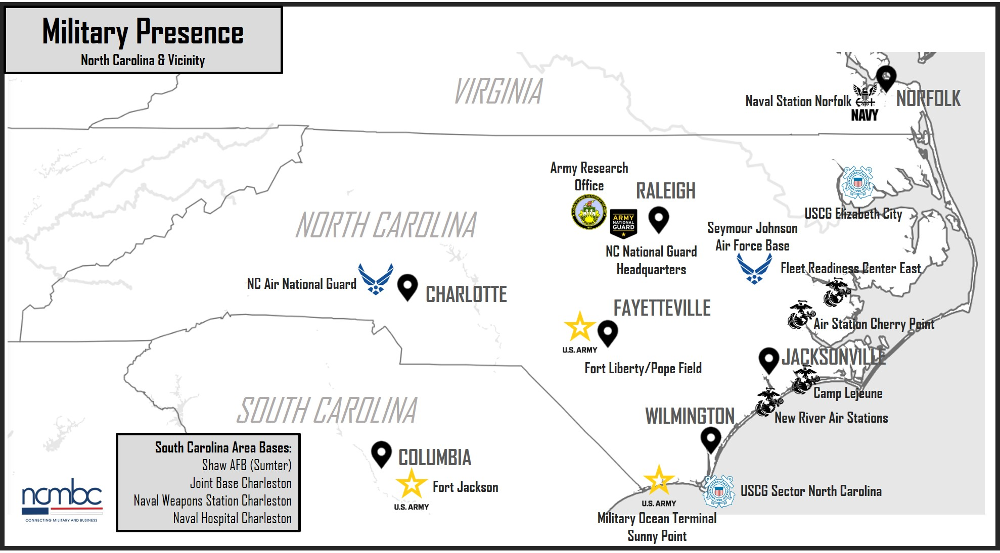 Military Presence
North Carolina & Vicinity
VIRGINIA
Naval Station Norfolk
NAVY
NORFOLK
Army Research
Office
RALEIGH
ARMY
NATIONAL
GUARD
NC National Guard
Headquarters
USCG Elizabeth City
NORTH CAROLINA
Seymour Johnson
Air Force Base
Fleet Readiness Center East
NC Air National Guard
CHARLOTTE
FAYETTEVILLE
U.S. ARMY
Fort Liberty/Pope Field
Air Station Cherry Point
JACKSONVILLE
Camp Lejeune
New River Air Stations
SOUTH CAROLINA
WILMINGTON
COLUMBIA
Fort Jackson
U.S. ARMY
U.S. ARMY
Military Ocean Terminal
Sunny Point
USCG Sector North Carolina
South Carolina Area Bases:
Shaw AFB (Sumter)
Joint Base Charleston
Naval Weapons Station Charleston
Naval Hospital Charleston
ncmbc
CONNECTING MILITARY AND BUSINESS